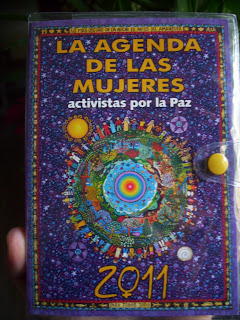 LA AGENDA
DE LAS
MUJERES
activistas por la Paz
2011